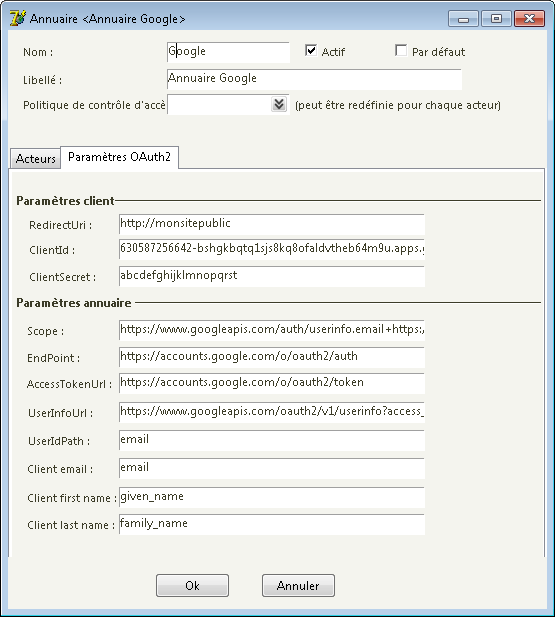 Annuaire <Annuaire Google>
Nom : Google Actif Par défaut
Libellé : Annuaire Google
Politique de contrôle d'accè (peut être redéfinie pour chaque acteur)
Acteurs Paramètres OAuth2
Paramètres client
RedirectUri : http://monsitepublic
ClientId : 630587256642-bshgkbqtq1sjs8kq8ofaldvtheb64m9u.apps.g
ClientSecret : abcdefghijklmnopqrst
Paramètres annuaire
Scope : https://www.googleapis.com/auth/userinfo.email+https:/
EndPoint : https://accounts.google.com/o/oauth2/auth
AccessTokenUrl : https://accounts.google.com/o/oauth2/token
UserInfoUrl : https://www.googleapis.com/oauth2/v1/userinfo?access_
UserIdPath : email
Client email : email
Client first name : given_name
Client last name : family_name
Ok Annuler